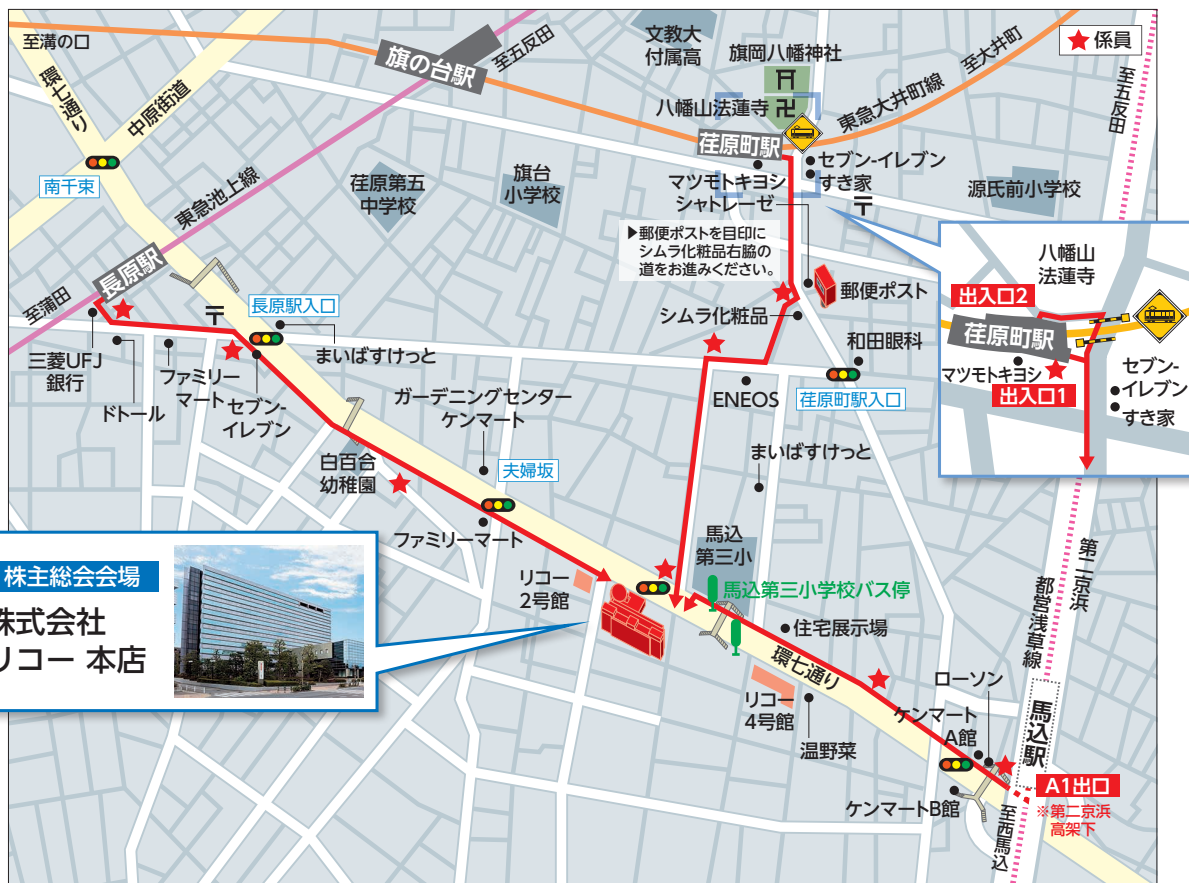 至溝の口
環七通り
中原街道
旗の台駅
至五反田
文教大
付属高
旗岡八幡神社
八幡山法蓮寺
東急大井町線
至大井町
至五反田
★ 係員
荏原町駅
セブン-イレブン
すき家
〒
マツモトキヨシ
シャトレーゼ
源氏前小学校
南千束
東急池上線
荏原第五
中学校
旗台
小学校
▶郵便ポストを目印に
シムラ化粧品右脇の
道をお進みください。
郵便ポスト
シムラ化粧品
和田眼科
荏原町駅入口
ENEOS
まいばすけっと
八幡山
法蓮寺
出入口2
荏原町駅
マツモトキヨシ
出入口1
セブン-
イレブン
すき家
長原駅
至蒲田
〒
長原駅入口
まいばすけっと
三菱UFJ
銀行
ドトール
ファミリー
マート
セブン-
イレブン
ガーデニングセンター
ケンマート
白百合
幼稚園
夫婦坂
ファミリーマート
株主総会会場
株式会社
リコー 本店
リコー
2号館
馬込
第三小
馬込第三小学校バス停
住宅展示場
環七通り
リコー
4号館
温野菜
ローソン
ケンマート
A館
ケンマートB館
第二京浜
都営浅草線
馬込駅
A1出口
※第二京浜
高架下
至西馬込